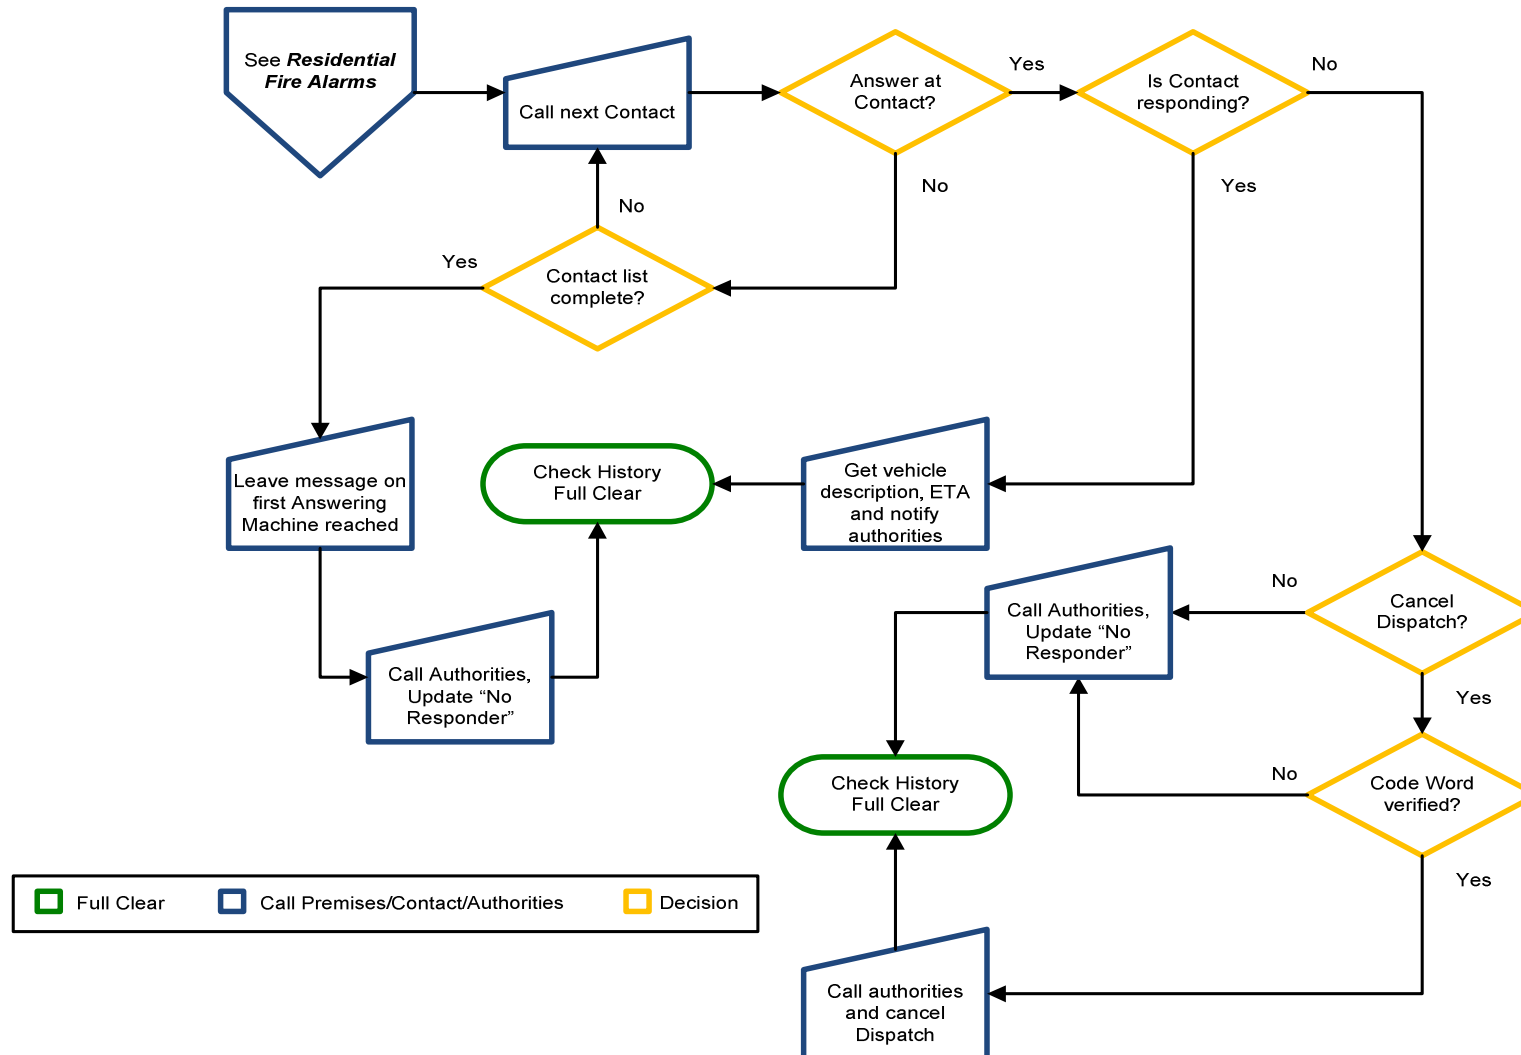 See Residential
Fire Alarms
Call next Contact
Answer at
Contact?
Yes
Is Contact
responding?
No
No
Yes
No
Contact list
complete?
Yes
Leave message on
first Answering
Machine reached
Check History
Full Clear
Get vehicle
description, ETA
and notify
authorities
Call Authorities,
Update “No
Responder”
Call Authorities,
Update “No
Responder”
No
Cancel
Dispatch?
Yes
Check History
Full Clear
No
Code Word
verified?
Yes
Full Clear
Call Premises/Contact/Authorities
Decision
Call authorities
and cancel
Dispatch